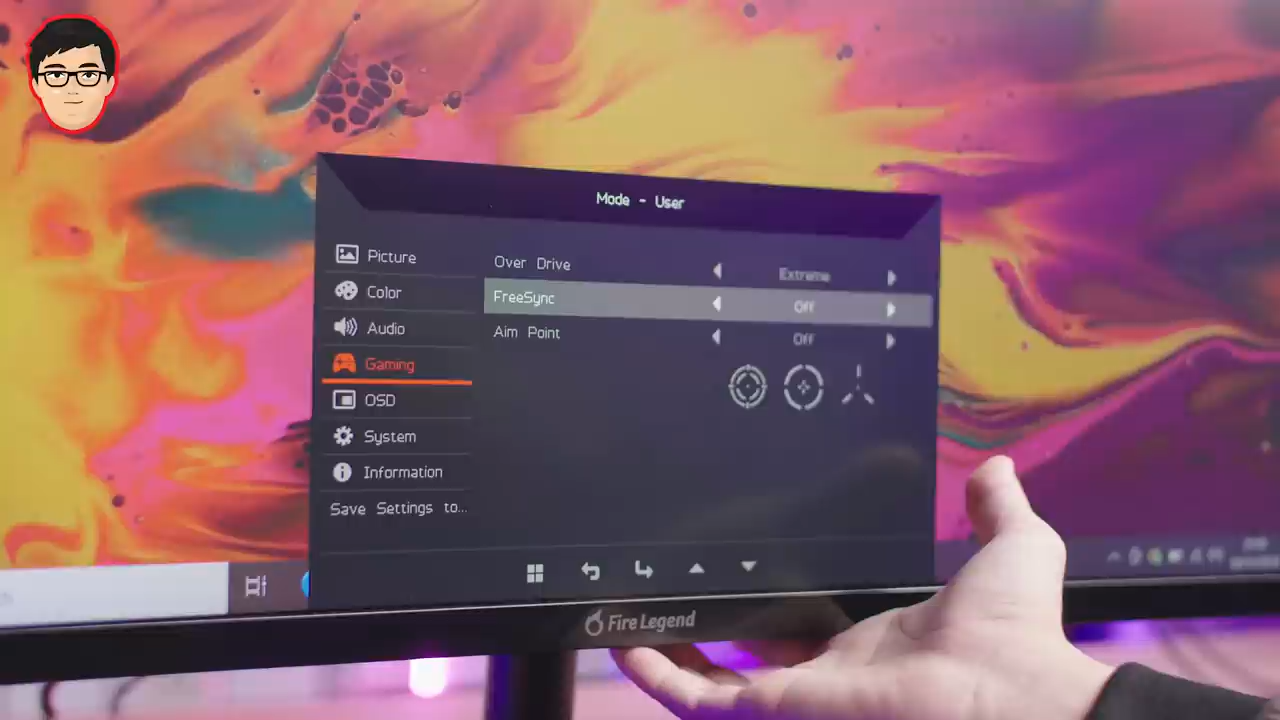 Mode - User
Picture
Color
Audio
Gaming
OSD
System
Information
Save Settings to...
Over Drive Extreme
FreeSync Off
Aim Point Off
Fire Legend